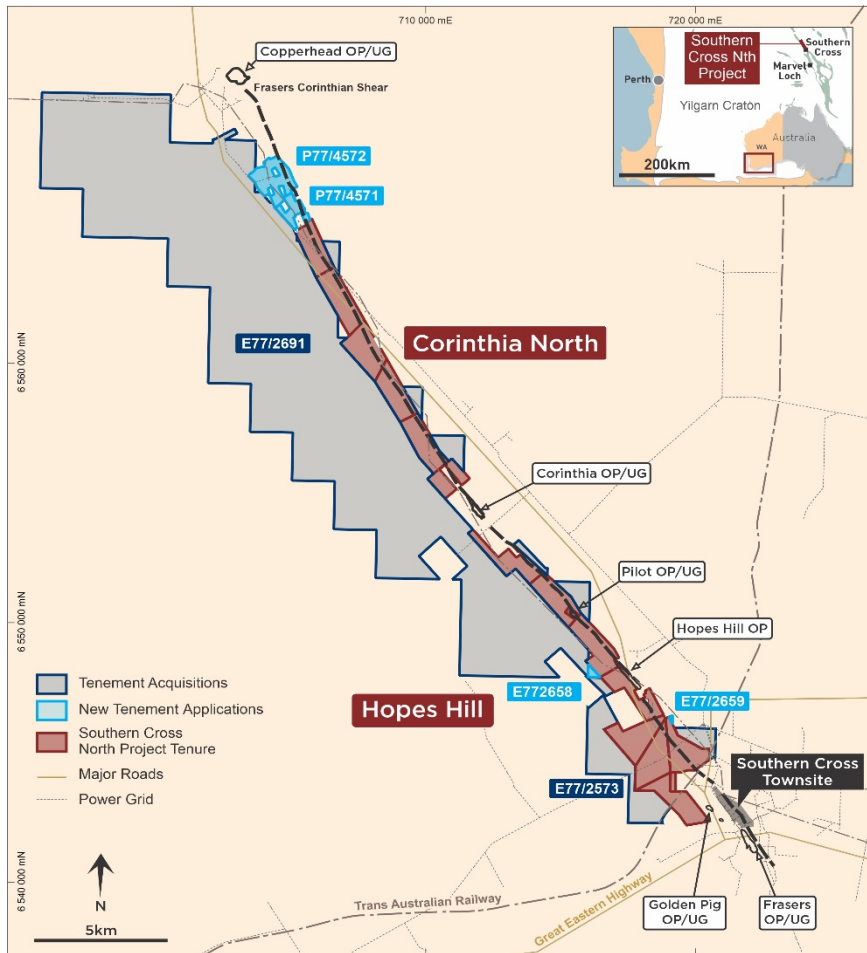 710 000 mE
720 000 mE
Copperhead OP/UG
Frasers Corinthian Shear
Southern
Cross Nth
Project
Southern
Cross
Marvel
Loch
Perth
Yilgarn Craton
Australia
WA
200km
P77/4572
P77/4571
E77/2691
Corinthia North
6 560 000 mN
Corinthia OP/UG
Pilot OP/UG
Hopes Hill OP
6 550 000 mN
E772658
E77/2659
Hopes Hill
Tenement Acquisitions
New Tenement Applications
Southern Cross
North Project Tenure
Major Roads
Power Grid
E77/2573
Southern Cross
Townsite
6 540 000 mN
N
5km
Trans Australian Railway
Great Eastern Highway
Golden Pig
OP/UG
Frasers
OP/UG